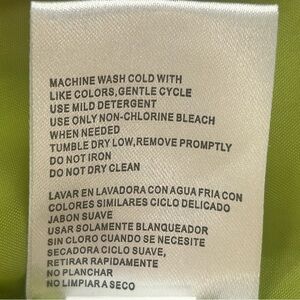 MACHINE WASH COLD WITH
LIKE COLORS,GENTLE CYCLE
USE MILD DETERGENT
USE ONLY NON-CHLORINE BLEACH
WHEN NEEDED
TUMBLE DRY LOW,REMOVE PROMPTLY
DO NOT IRON
DO NOT DRY CLEAN
LAVAR EN LAVADORA CON AGUA FRIA CON
COLORES SIMILARES CICLO DELICADO
JABON SUAVE
USAR SOLAMENTE BLANQUEADOR
SIN CLORO CUANDO SE NECESITE
SECADORA CICLO SUAVE,
RETIRAR RAPIDAMENTE
NO PLANCHAR
NO LIMPIAR A SECO